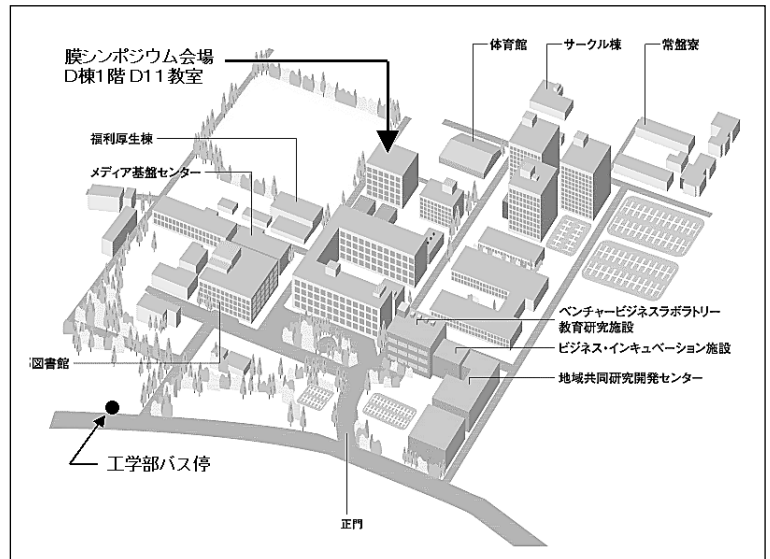 膜シンポジウム会場
D棟1階 D11教室
体育館
サークル棟
常盤寮
福利厚生棟
メディア基盤センター
ベンチャービジネスラボラトリー
教育研究施設
ビジネス・インキュベーション施設
図書館
地域共同研究開発センター
工学部バス停
正門